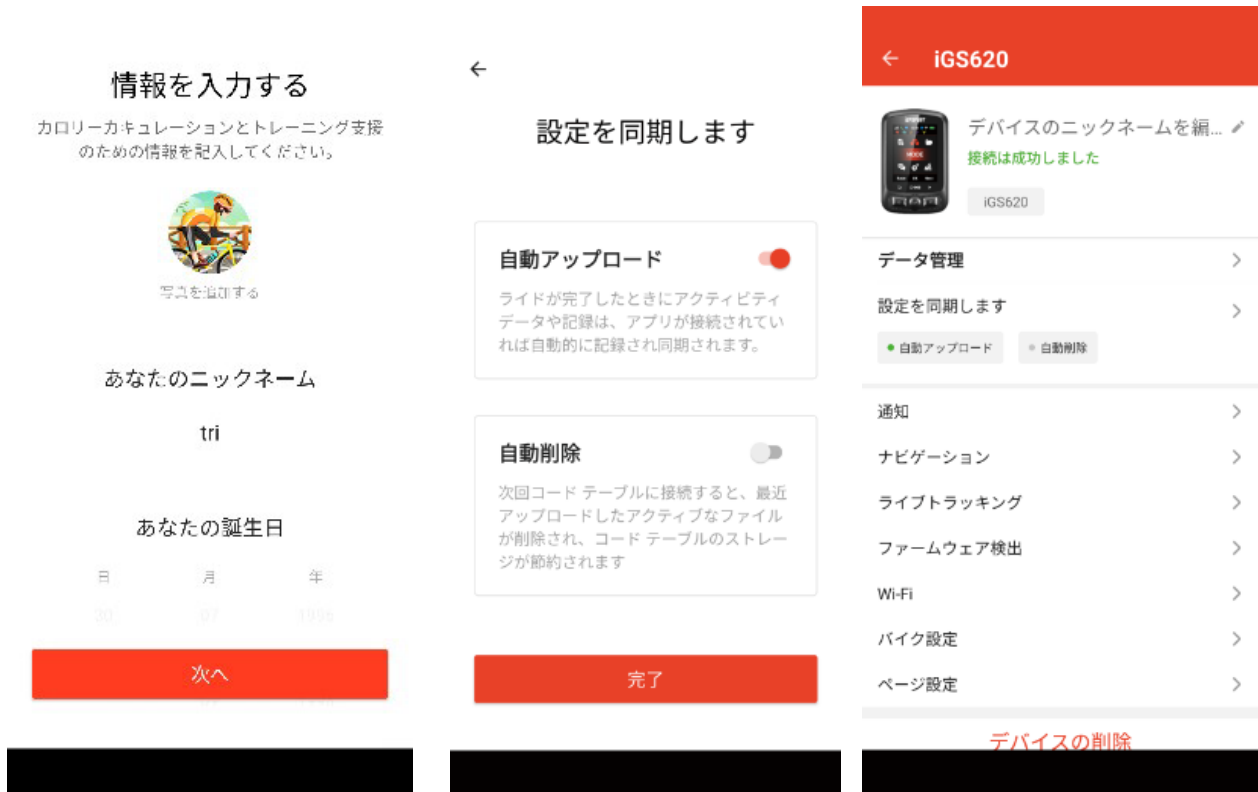 情報を入力する
カロリーカキュレーションとトレーニング支援
のための情報を記入してください。
写真を追加する
あなたのニックネーム
tri
あなたの誕生日
日 月 年
30 07 1996
次へ
←
設定を同期します
自動アップロード
ライドが完了したときにアクティビティ
データや記録は、アプリが接続されてい
れば自動的に記録され同期されます。
自動削除
次回コード テーブルに接続すると、最近
アップロードしたアクティブなファイル
が削除され、コード テーブルのストレー
ジが節約されます
完了
← iGS620
デバイスのニックネームを編...
接続は成功しました
iGS620
データ管理
設定を同期します
自動アップロード 自動削除
通知
ナビゲーション
ライブトラッキング
ファームウェア検出
Wi-Fi
バイク設定
ページ設定
デバイスの削除